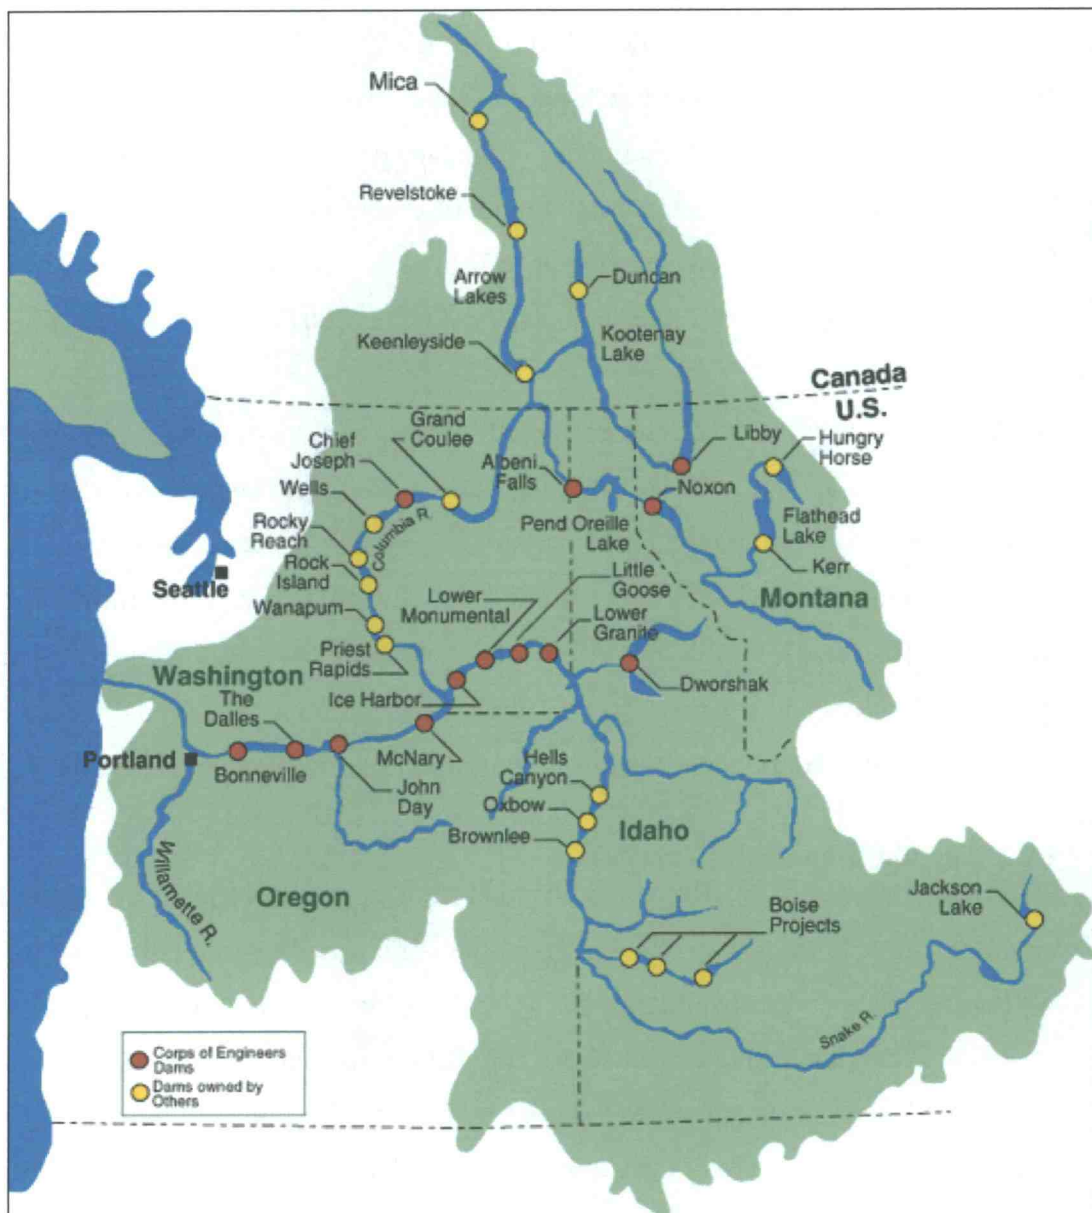 Mica
Revelstoke
Arrow
Lakes
Duncan
Keenleyside
Kootenay
Lake
Canada
U.S.
Grand
Coulee
Chief
Joseph
Albeni
Falls
Libby
Hungry
Horse
Wells
Noxon
Columbia R.
Rocky
Reach
Pend Oreille
Lake
Flathead
Lake
Kerr
Rock
Island
Seattle
Little
Goose
Wanapum
Lower
Monumental
Lower
Granite
Montana
Priest
Rapids
Washington
Ice Harbor
Dworshak
The
Dalles
Portland
Bonneville
McNary
John
Day
Hells
Canyon
Oxbow
Brownlee
Idaho
Willamette R.
Oregon
Boise
Projects
Jackson
Lake
Snake R.
Corps of Engineers
Dams
Dams owned by
Others